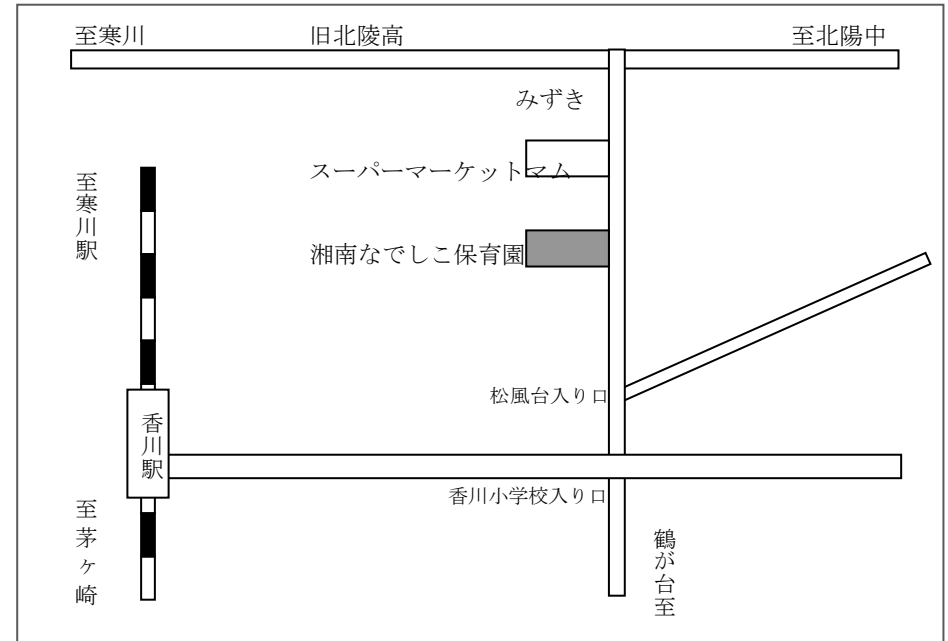 至寒川
旧北陵高
至北陽中
みずき
スーパーマーケットマム
至寒川駅
湘南なでしこ保育園
松風台入り口
香川駅
香川小学校入り口
至茅ヶ崎
鶴が台至